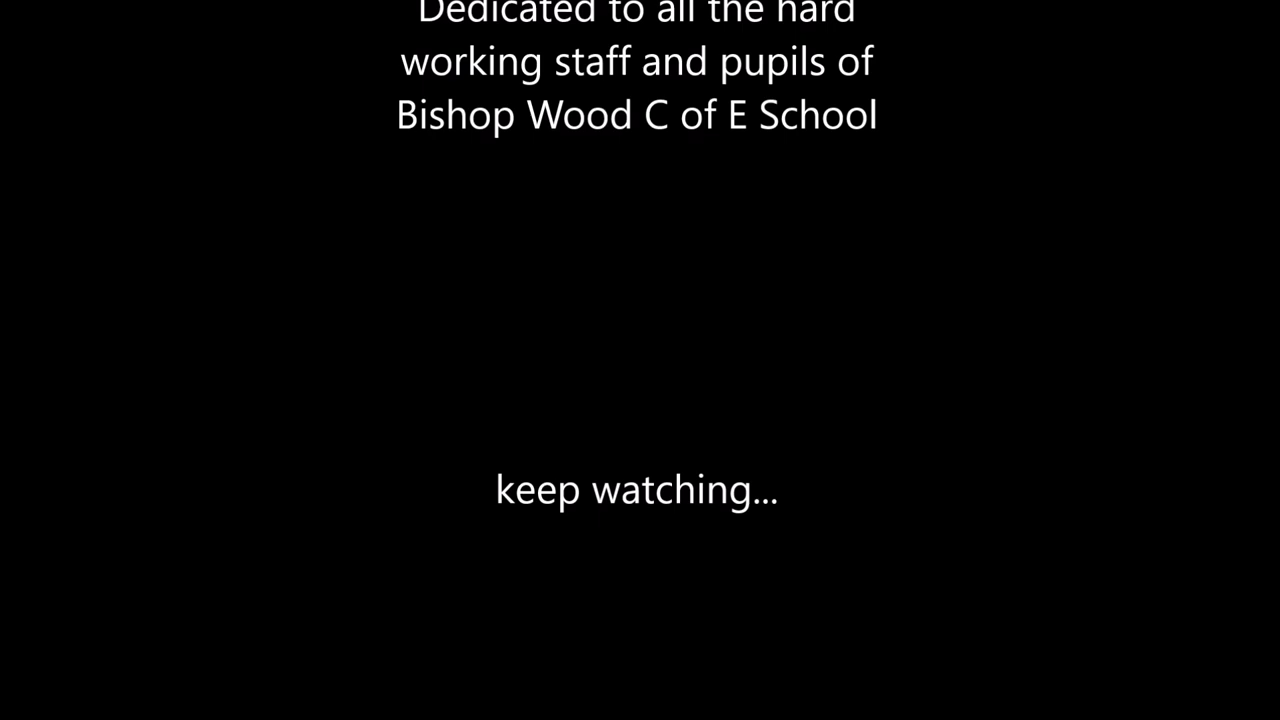 Dedicated to all the hard
working staff and pupils of
Bishop Wood C of E School
keep watching...